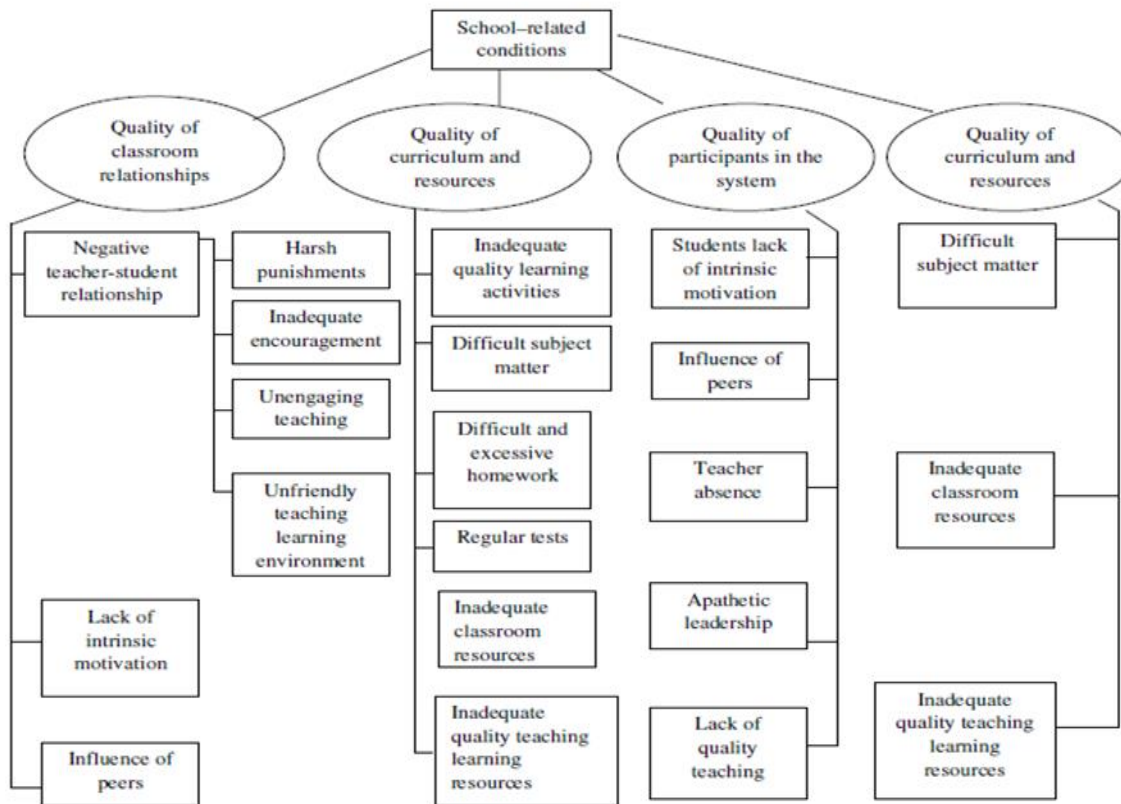 School–related
conditions
Quality of
classroom
relationships
Quality of
curriculum and
resources
Quality of
participants in the
system
Quality of
curriculum and
resources
Negative
teacher-student
relationship
Harsh
punishments
Inadequate
encouragement
Unengaging
teaching
Unfriendly
teaching
learning
environment
Lack of
intrinsic
motivation
Influence of
peers
Inadequate
quality learning
activities
Difficult subject
matter
Difficult and
excessive
homework
Regular tests
Inadequate
classroom
resources
Inadequate
quality teaching
learning
resources
Students lack
of intrinsic
motivation
Influence of
peers
Teacher
absence
Apathetic
leadership
Lack of
quality
teaching
Difficult
subject matter
Inadequate
classroom
resources
Inadequate
quality teaching
learning
resources